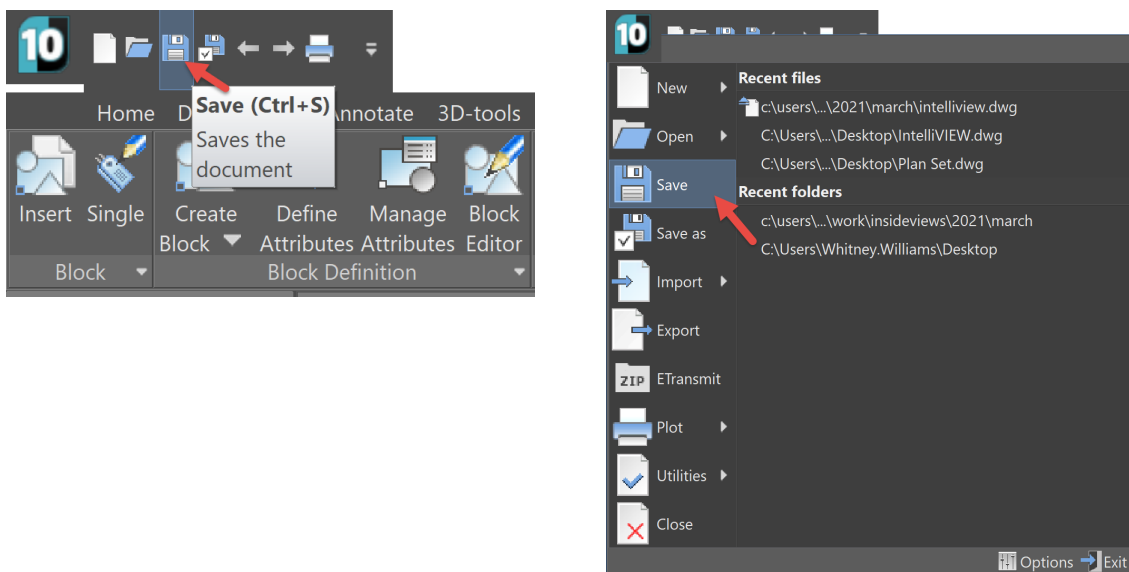 10
Save (Ctrl+S)
Saves the
document
Home D Annotate 3D-tools
Insert Single Create Define Manage Block
Block Attributes Attributes Editor
Block Block Definition
10
New
Open
Save
Save as
Import
Export
ZIP ETransmit
Plot
Utilities
Close
Recent files
c:\users\...\2021\march\intelliview.dwg
C:\Users\...\Desktop\IntelliVIEW.dwg
C:\Users\...\Desktop\Plan Set.dwg
Recent folders
c:\users\...\work\insideviews\2021\march
C:\Users\Whitney.Williams\Desktop
Options Exit